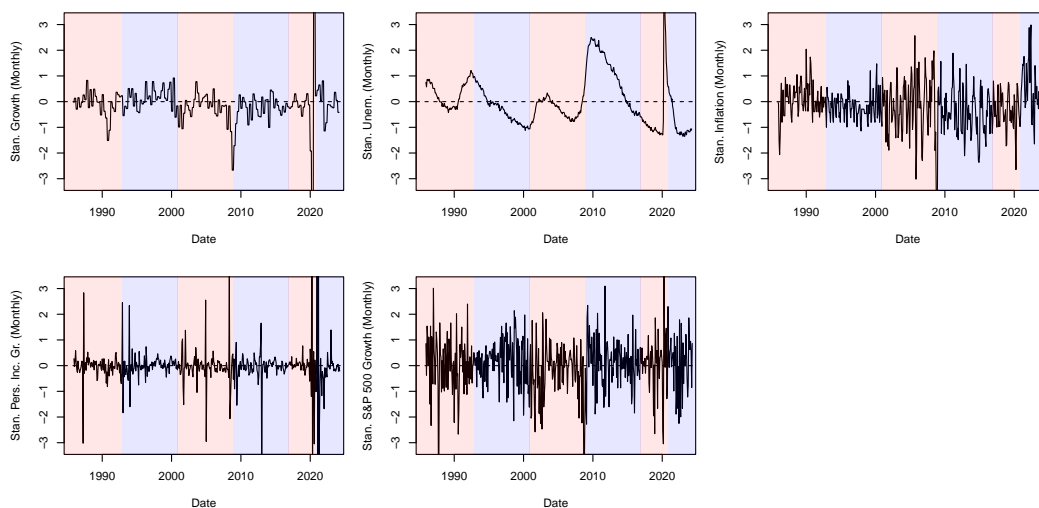 Stan. Growth (Monthly)
3
2
1
0
−1
−2
−3
1990 2000 2010 2020
Date
Stan. Unem. (Monthly)
3
2
1
0
−1
−2
−3
1990 2000 2010 2020
Date
Stan. Inflation (Monthly)
3
2
1
0
−1
−2
−3
1990 2000 2010 2020
Date
Stan. Pers. Inc. Gr. (Monthly)
3
2
1
0
−1
−2
−3
1990 2000 2010 2020
Date
Stan. S&P 500 Growth (Monthly)
3
2
1
0
−1
−2
−3
1990 2000 2010 2020
Date